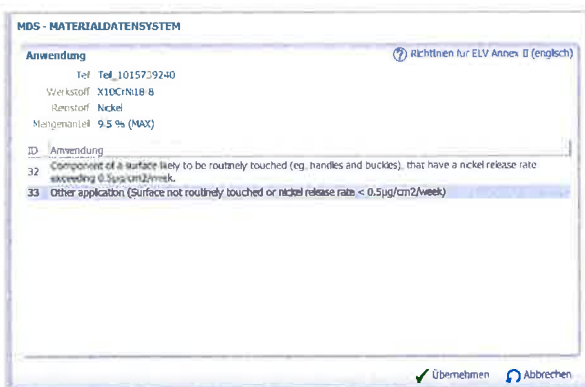 MDS - MATERIALDATENSYSTEM
Anwendung
Richtlinien für ELV Annex II (englisch)
Teil Teil_1015739240
Werkstoff X10CrNi18-8
Reinstoff Nickel
Mengenanteil 9.5 % (MAX)
ID Anwendung
32 Component of a surface likely to be routinely touched (eg. handles and buckles), that have a nickel release rate
exceeding 0.5µg/cm2/week.
33 Other application (Surface not routinely touched or nickel release rate < 0.5µg/cm2/week)
Übernehmen Abbrechen